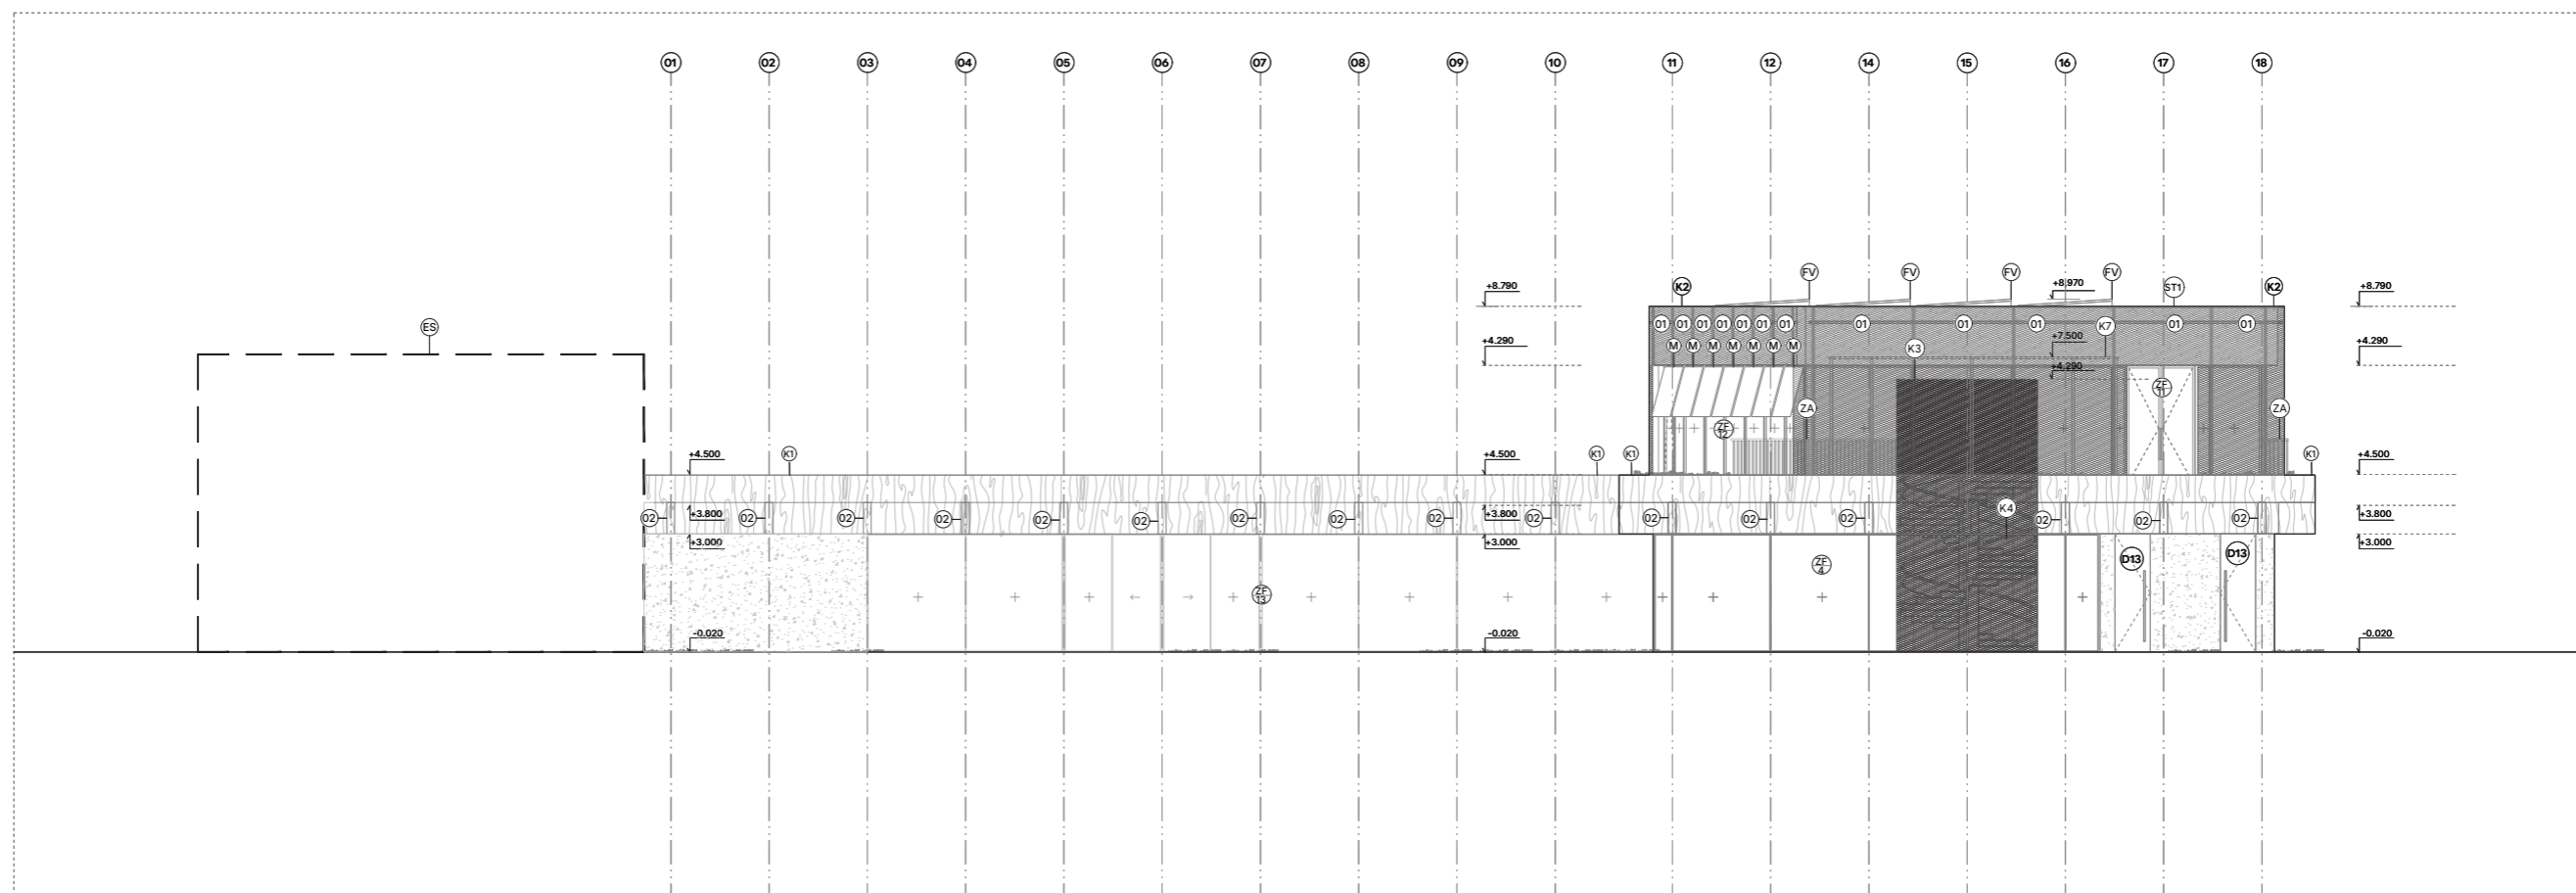 01 02 03 04 05 06 07 08 09 10 11 12 14 15 16 17 18
FV FV FV FV
+8.790 K2 +8.970 ST1 K2 +8.790
ES
01 01 01 01 01 01 01 01 01 01 01 01
K7
+4.290 M M M M M M M K3 +7.500 +4.290
+4.290
ZF
11
ZA ZA
ZF
12
+4.500 K1 +4.500 K1 K1 +4.500 K1
K4
02 +3.800 02 02 02 02 02 02 02 02 +3.800 02 02 02 02 02 02 02 +3.800
+3.000 +3.000 +3.000
D13 D13
ZF
4
ZF
13
-0.020 -0.020 -0.020